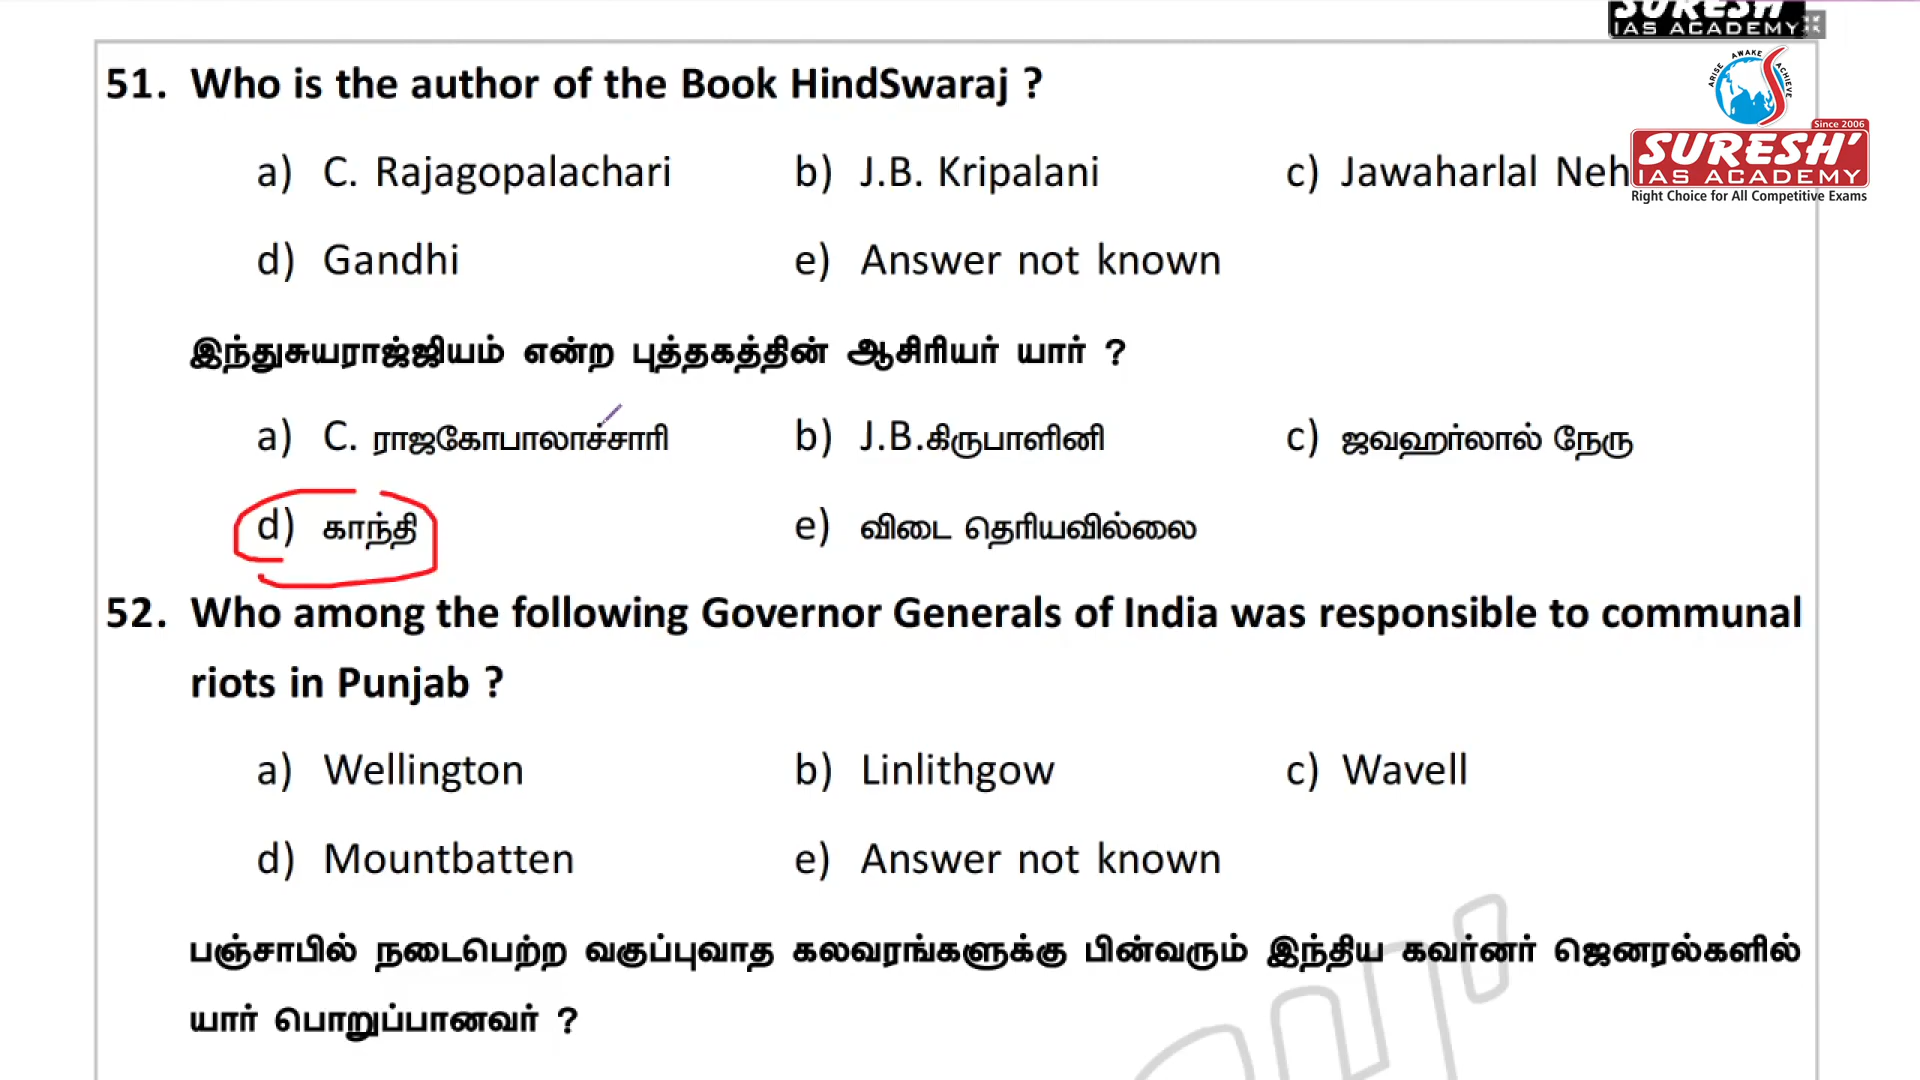 SURESH'
IAS ACADEMY
ARISE AWAKE ACHIEVE
Since 2006
SURESH'
IAS ACADEMY
Right Choice for All Competitive Exams
51. Who is the author of the Book HindSwaraj ?
a) C. Rajagopalachari b) J.B. Kripalani c) Jawaharlal Neh
d) Gandhi e) Answer not known
இந்துசுயராஜ்ஜியம் என்ற புத்தகத்தின் ஆசிரியர் யார் ?
a) C. ராஜகோபாலாச்சாரி b) J.B.கிருபாளினி c) ஜவஹர்லால் நேரு
d) காந்தி e) விடை தெரியவில்லை
52. Who among the following Governor Generals of India was responsible to communal
riots in Punjab ?
a) Wellington b) Linlithgow c) Wavell
d) Mountbatten e) Answer not known
பஞ்சாபில் நடைபெற்ற வகுப்புவாத கலவரங்களுக்கு பின்வரும் இந்திய கவர்னர் ஜெனரல்களில்
யார் பொறுப்பானவர் ?